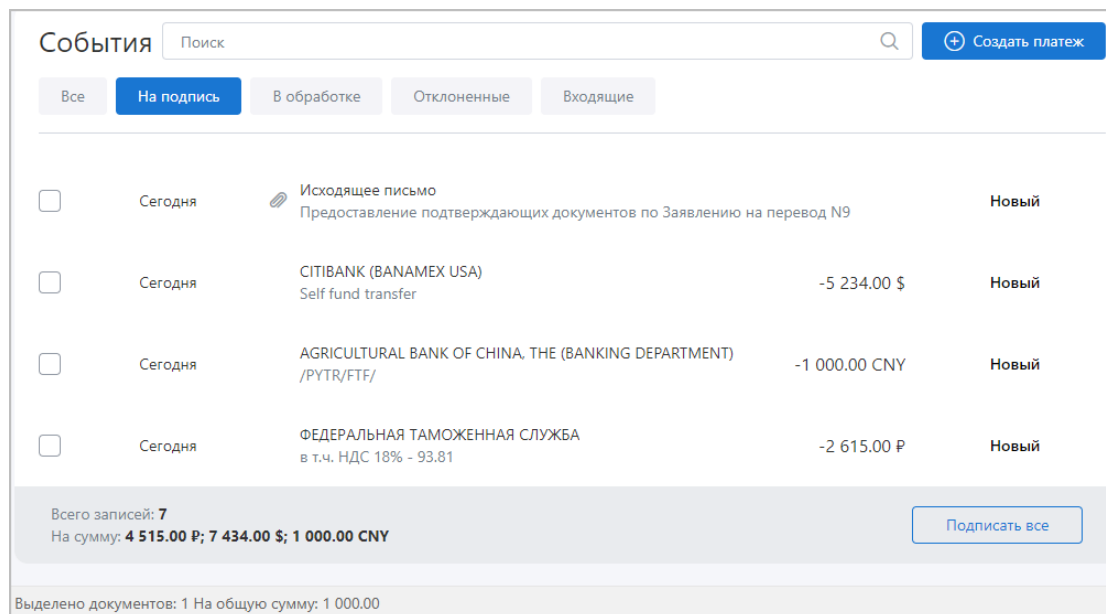 События
Поиск
Создать платеж
Все
На подпись
В обработке
Отклоненные
Входящие
Сегодня
Исходящее письмо
Предоставление подтверждающих документов по Заявлению на перевод N9
Новый
Сегодня
CITIBANK (BANAMEX USA)
Self fund transfer
-5 234.00 $
Новый
Сегодня
AGRICULTURAL BANK OF CHINA, THE (BANKING DEPARTMENT)
/PYTR/FTF/
-1 000.00 CNY
Новый
Сегодня
ФЕДЕРАЛЬНАЯ ТАМОЖЕННАЯ СЛУЖБА
в т.ч. НДС 18% - 93.81
-2 615.00 ₽
Новый
Всего записей: 7
На сумму: 4 515.00 ₽; 7 434.00 $; 1 000.00 CNY
Подписать все
Выделено документов: 1 На общую сумму: 1 000.00